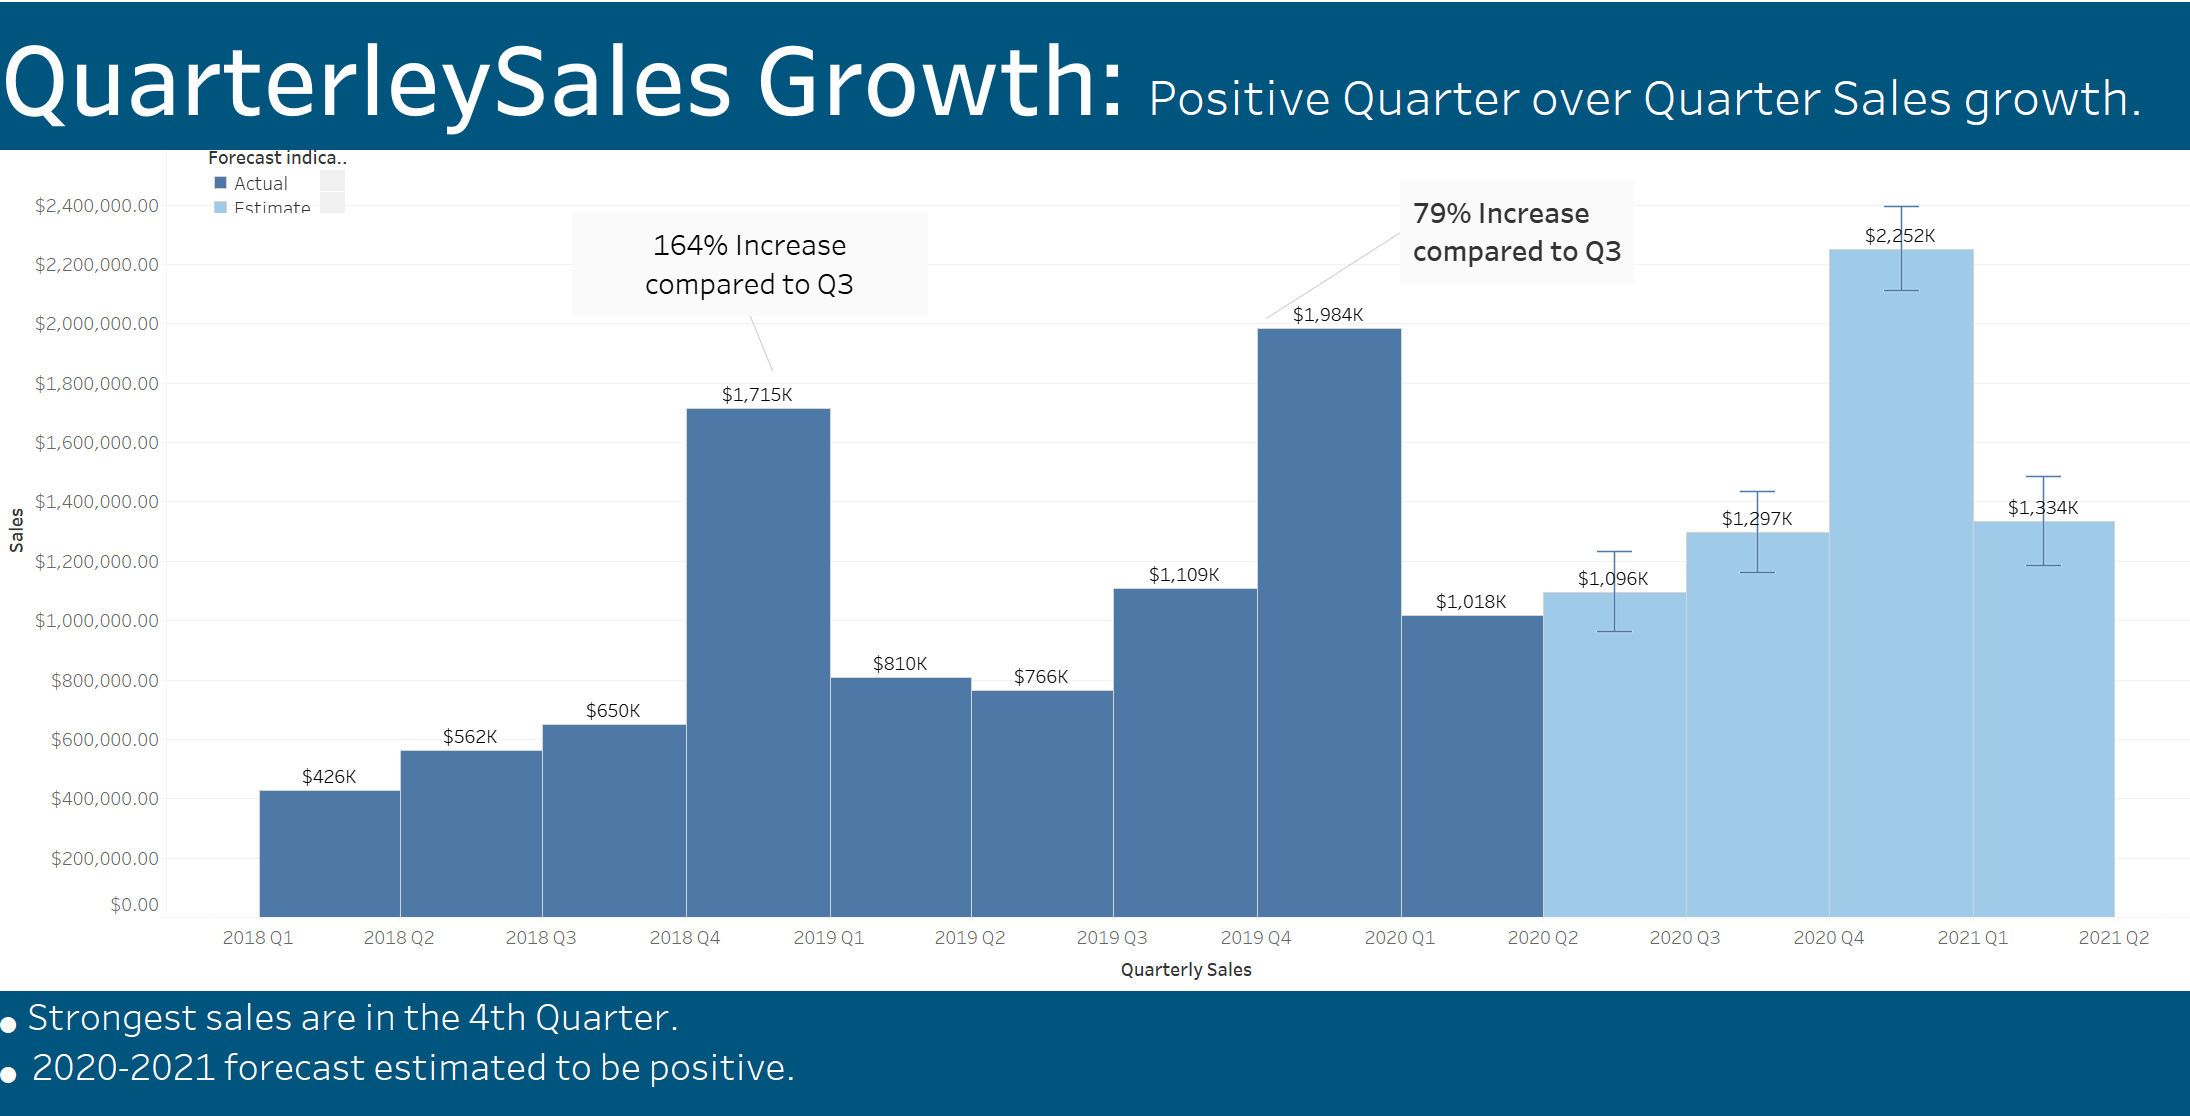 QuarterleySales Growth: Positive Quarter over Quarter Sales growth.
Forecast indica..
Actual
Estimate
164% Increase
compared to Q3
79% Increase
compared to Q3
Sales
$2,400,000.00
$2,200,000.00
$2,000,000.00
$1,800,000.00
$1,600,000.00
$1,400,000.00
$1,200,000.00
$1,000,000.00
$800,000.00
$600,000.00
$400,000.00
$200,000.00
$0.00
$426K
$562K
$650K
$1,715K
$810K
$766K
$1,109K
$1,984K
$1,018K
$1,096K
$1,297K
$2,252K
$1,334K
2018 Q1 2018 Q2 2018 Q3 2018 Q4 2019 Q1 2019 Q2 2019 Q3 2019 Q4 2020 Q1 2020 Q2 2020 Q3 2020 Q4 2021 Q1 2021 Q2
Quarterly Sales
• Strongest sales are in the 4th Quarter.
• 2020-2021 forecast estimated to be positive.